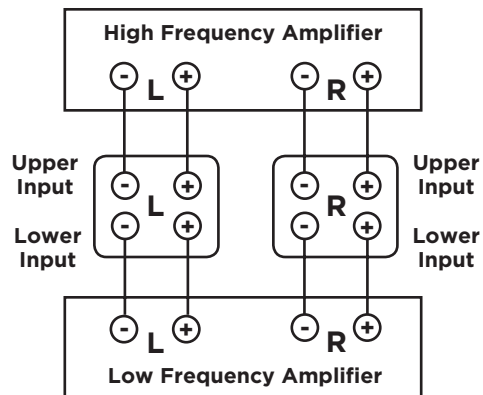 High Frequency Amplifier
- L + - R +
Upper
Input
- L + - R +
Upper
Input
Lower
Input
- + - +
Lower
Input
- L + - R +
Low Frequency Amplifier